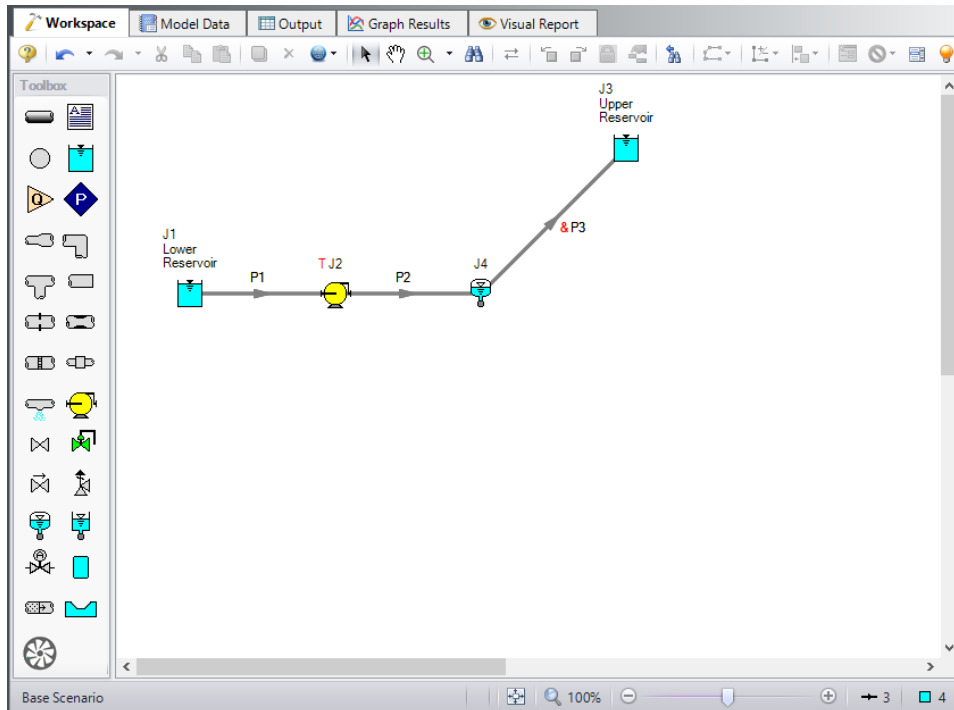 Workspace
Model Data
Output
Graph Results
Visual Report
Toolbox
A
Q
P
J3
Upper
Reservoir
& P3
J1
Lower
Reservoir
P1
T J2
P2
J4
A
Base Scenario
100%
3
4